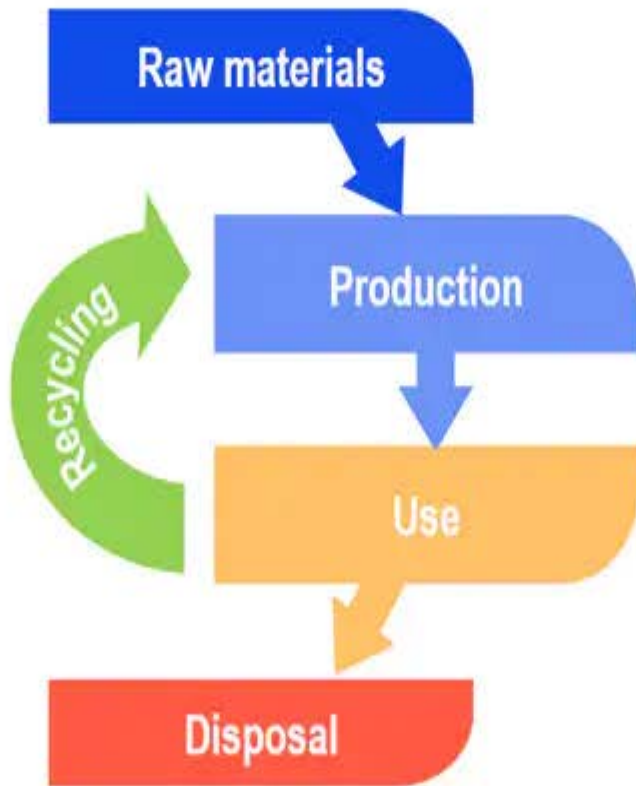 Raw materials
Production
Recycling
Use
Disposal